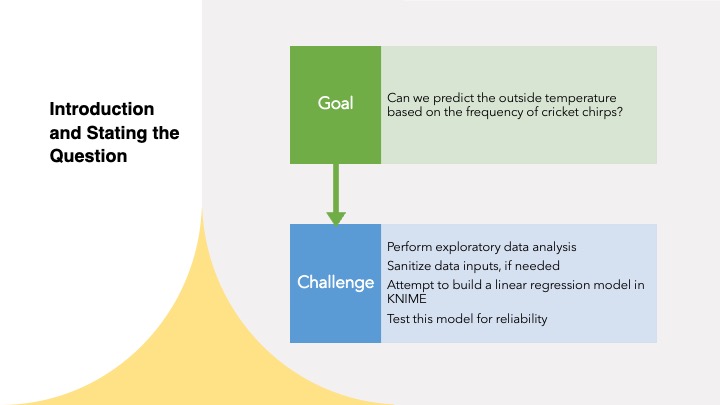 Introduction
and Stating the
Question
Goal
Can we predict the outside temperature
based on the frequency of cricket chirps?
Challenge
Perform exploratory data analysis
Sanitize data inputs, if needed
Attempt to build a linear regression model in
KNIME
Test this model for reliability